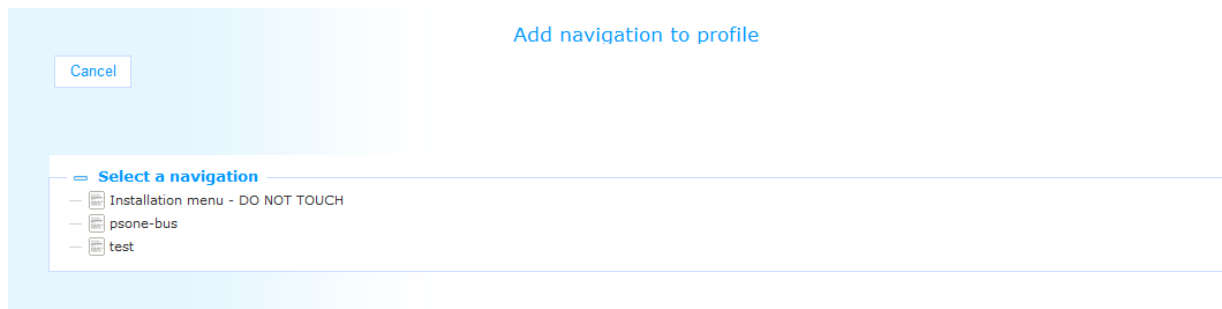 Add navigation to profile
Cancel
Select a navigation
Installation menu - DO NOT TOUCH
psone-bus
test